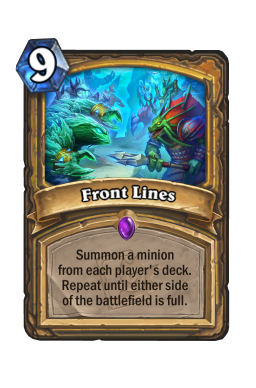 9
Front Lines
Summon a minion
from each player's deck.
Repeat until either side
of the battlefield is full.